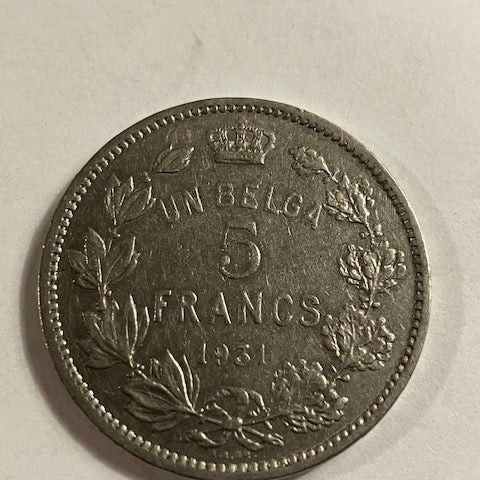 UN BELGA
5
FRANCS
1931